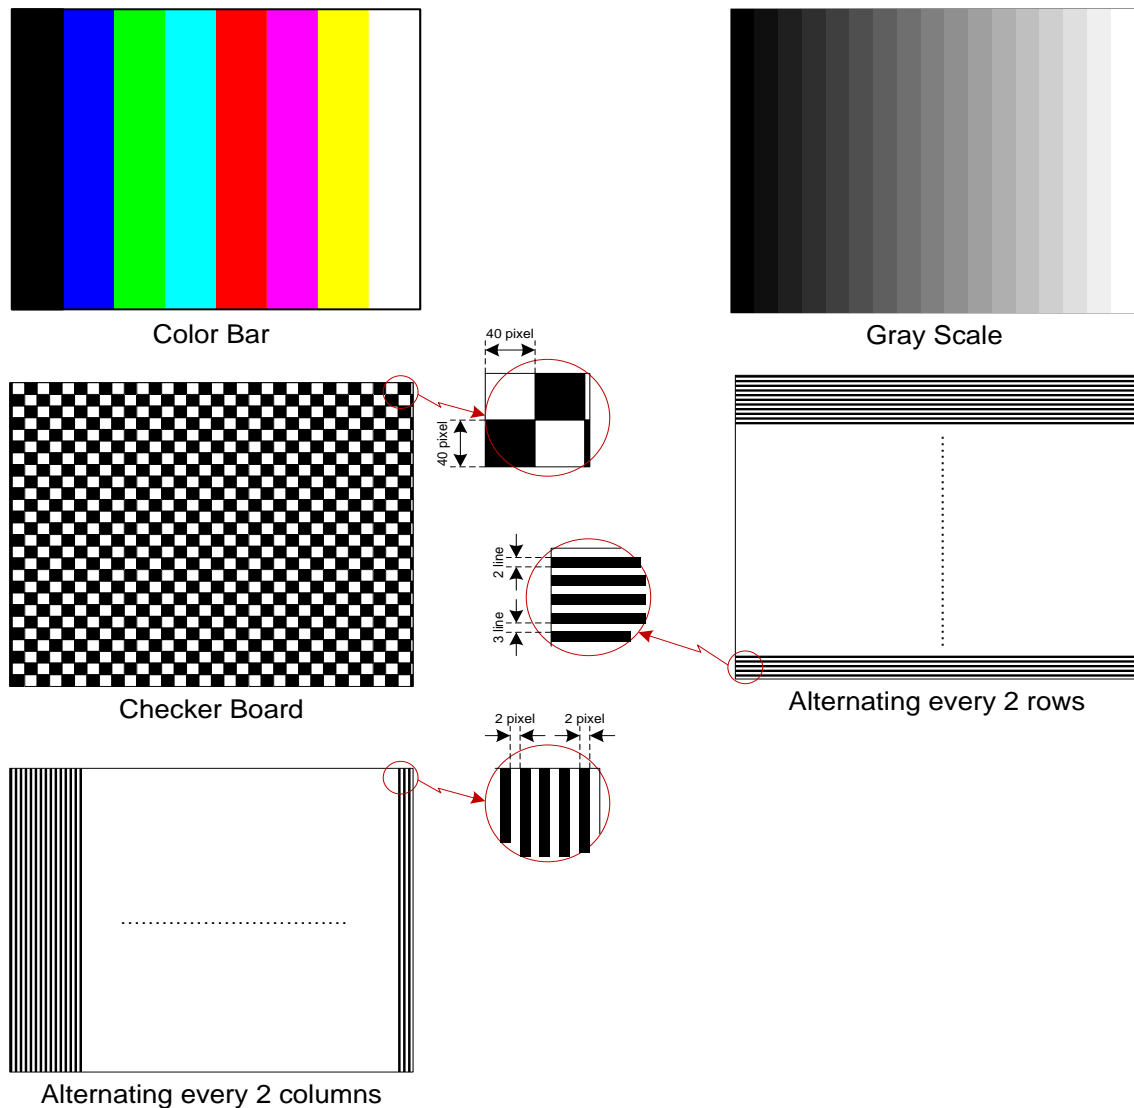 Color Bar
Gray Scale
40 pixel
40 pixel
Checker Board
2 line
3 line
Alternating every 2 rows
2 pixel
2 pixel
Alternating every 2 columns